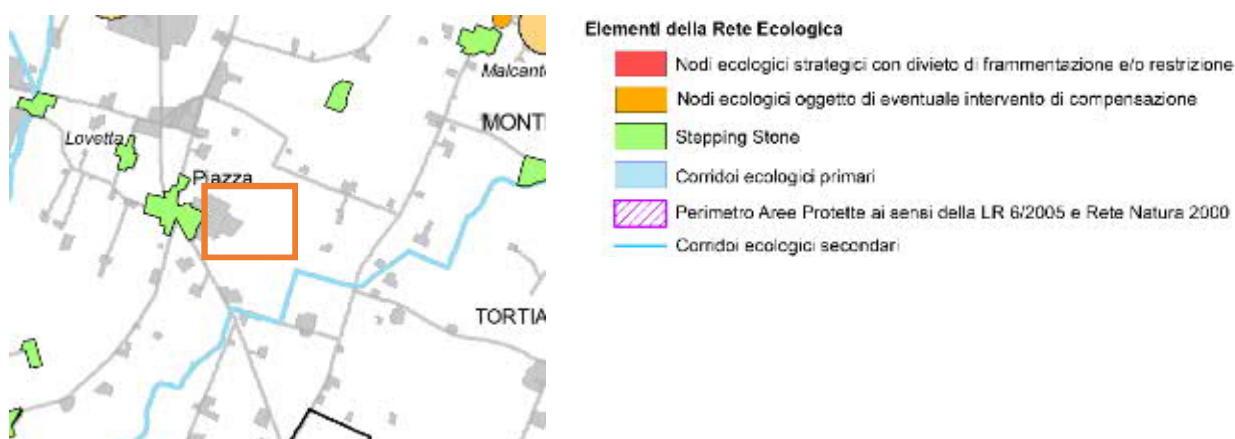 Lovetta
Piazza
Malcant
MONT
TORTIA
Elementi della Rete Ecologica
Nodi ecologici strategici con divieto di frammentazione e/o restrizione
Nodi ecologici oggetto di eventuale intervento di compensazione
Stepping Stone
Corridoi ecologici primari
Perimetro Aree Protette ai sensi della LR 6/2005 e Rete Natura 2000
Corridoi ecologici secondari